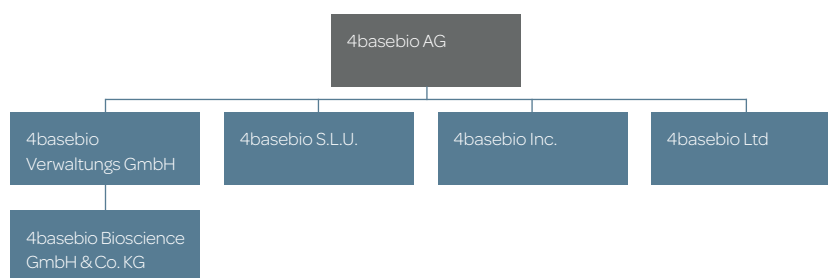 4basebio AG
4basebio
Verwaltungs GmbH
4basebio S.L.U.
4basebio Inc.
4basebio Ltd
4basebio Bioscience
GmbH & Co. KG